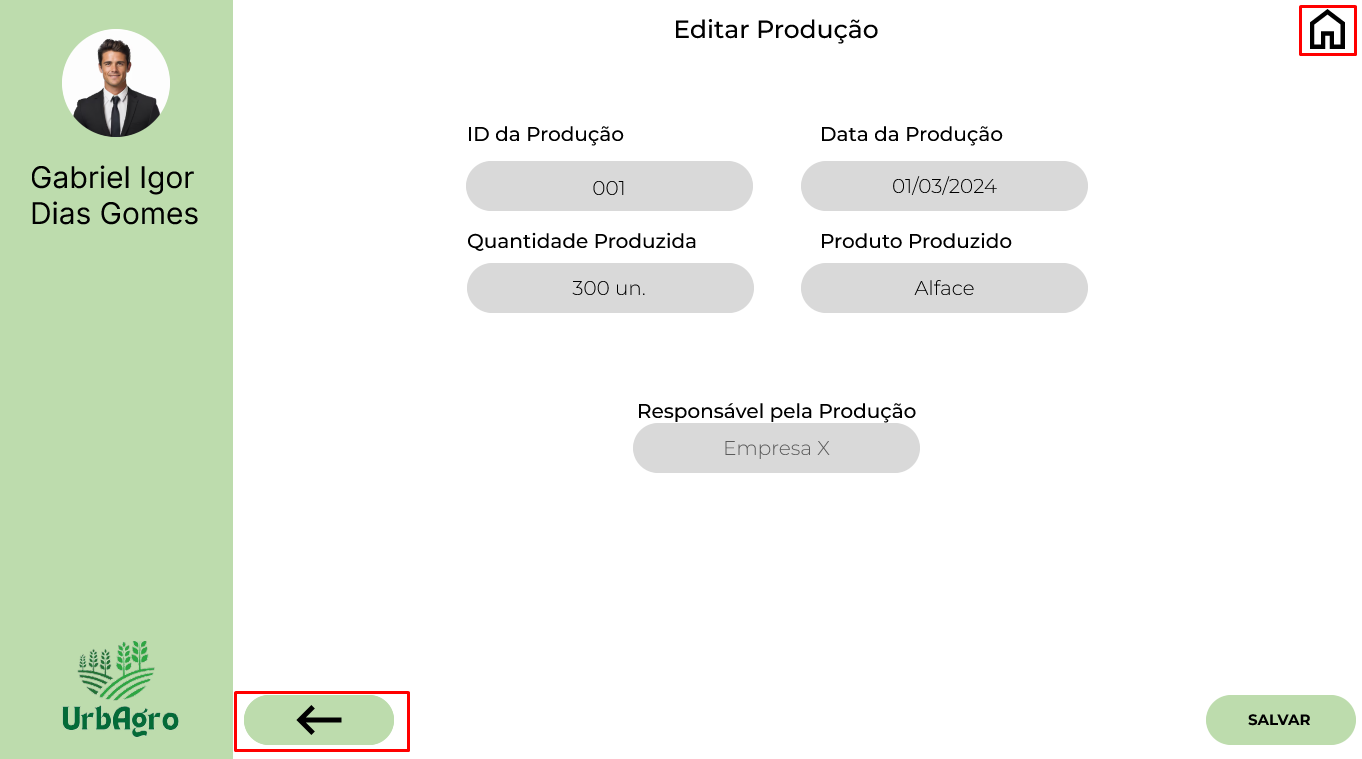 Editar Produção
Gabriel Igor
Dias Gomes
ID da Produção
Data da Produção
001
01/03/2024
Quantidade Produzida
Produto Produzido
300 un.
Alface
Responsável pela Produção
Empresa X
UrbAgro
SALVAR